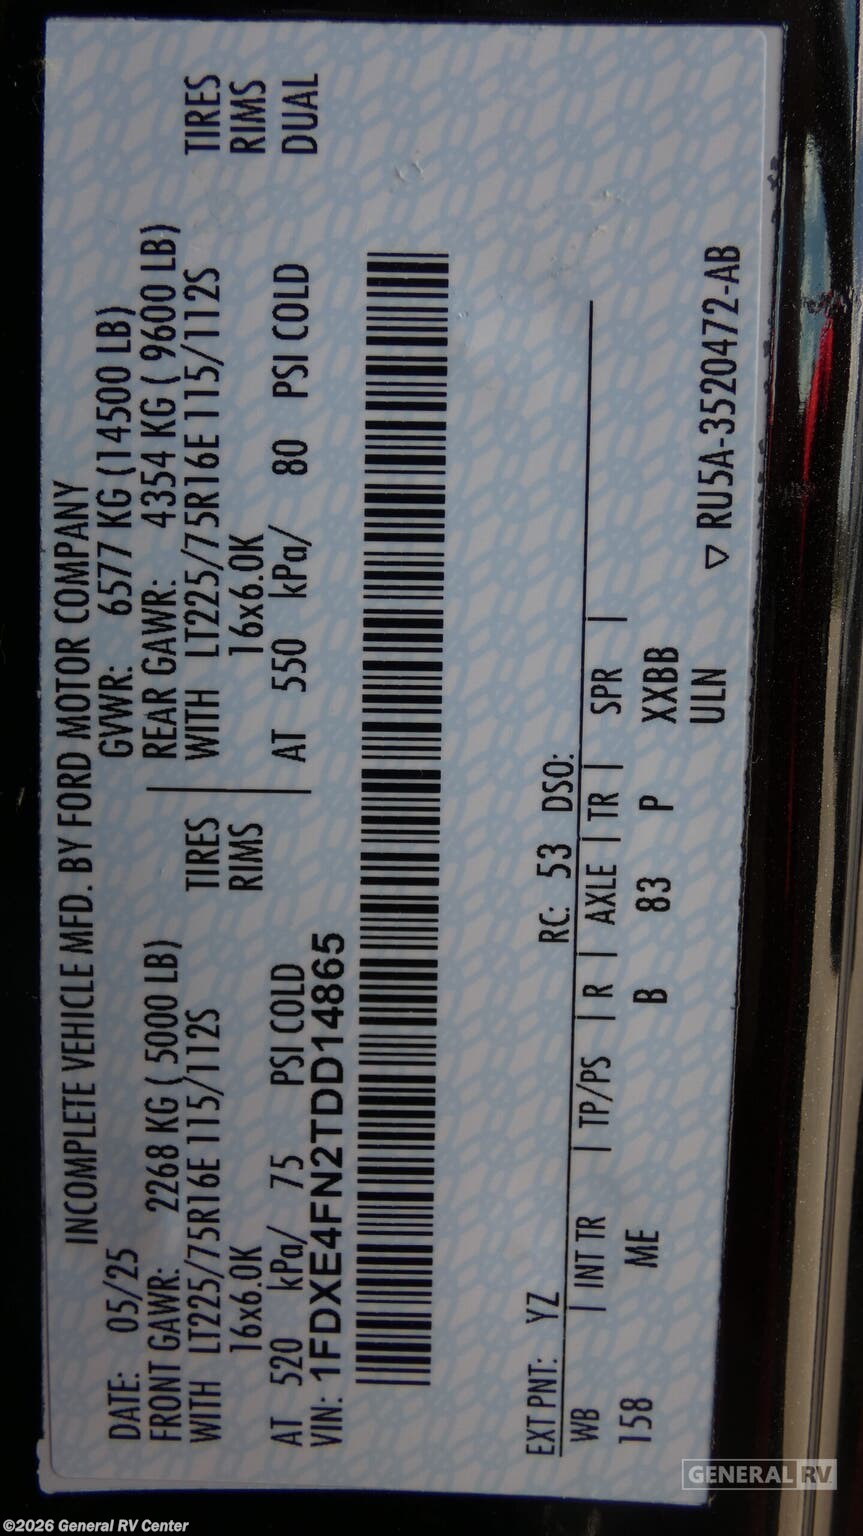 INCOMPLETE VEHICLE MFD. BY FORD MOTOR COMPANY
DATE: 05/25 GVWR: 6577 KG (14500 LB)
FRONT GAWR: 2268 KG ( 5000 LB) REAR GAWR: 4354 KG ( 9600 LB)
WITH LT225/75R16E 115/112S TIRES WITH LT225/75R16E 115/112S TIRES
16x6.0K RIMS 16x6.0K RIMS
AT 520 kPa/ 75 PSI COLD AT 550 kPa/ 80 PSI COLD DUAL
VIN: 1FDXE4FN2TDD14865
EXT PNT: YZ RC: 53 DSO:
WB | INT TR | TP/PS | R | AXLE | TR | SPR |
158 ME B 83 P XXBB
ULN
▽ RU5A-3520472-AB
GENERAL RV
©2026 General RV Center